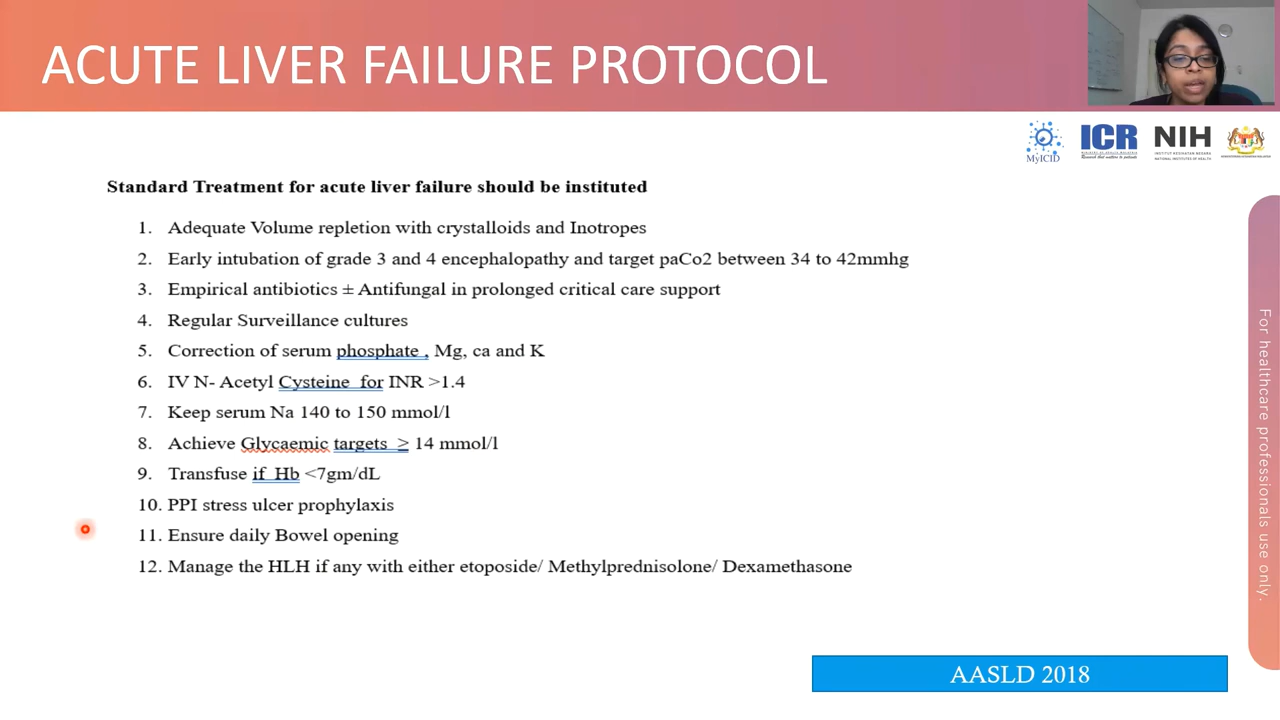 ACUTE LIVER FAILURE PROTOCOL
MyICID
ICR
NIH
Standard Treatment for acute liver failure should be instituted
1. Adequate Volume repletion with crystalloids and Inotropes
2. Early intubation of grade 3 and 4 encephalopathy and target paCo2 between 34 to 42mmhg
3. Empirical antibiotics ± Antifungal in prolonged critical care support
4. Regular Surveillance cultures
5. Correction of serum phosphate , Mg, ca and K
6. IV N- Acetyl Cysteine for INR >1.4
7. Keep serum Na 140 to 150 mmol/l
8. Achieve Glycaemic targets ≥ 14 mmol/l
9. Transfuse if Hb <7gm/dL
10. PPI stress ulcer prophylaxis
11. Ensure daily Bowel opening
12. Manage the HLH if any with either etoposide/ Methylprednisolone/ Dexamethasone
For healthcare professionals use only.
AASLD 2018